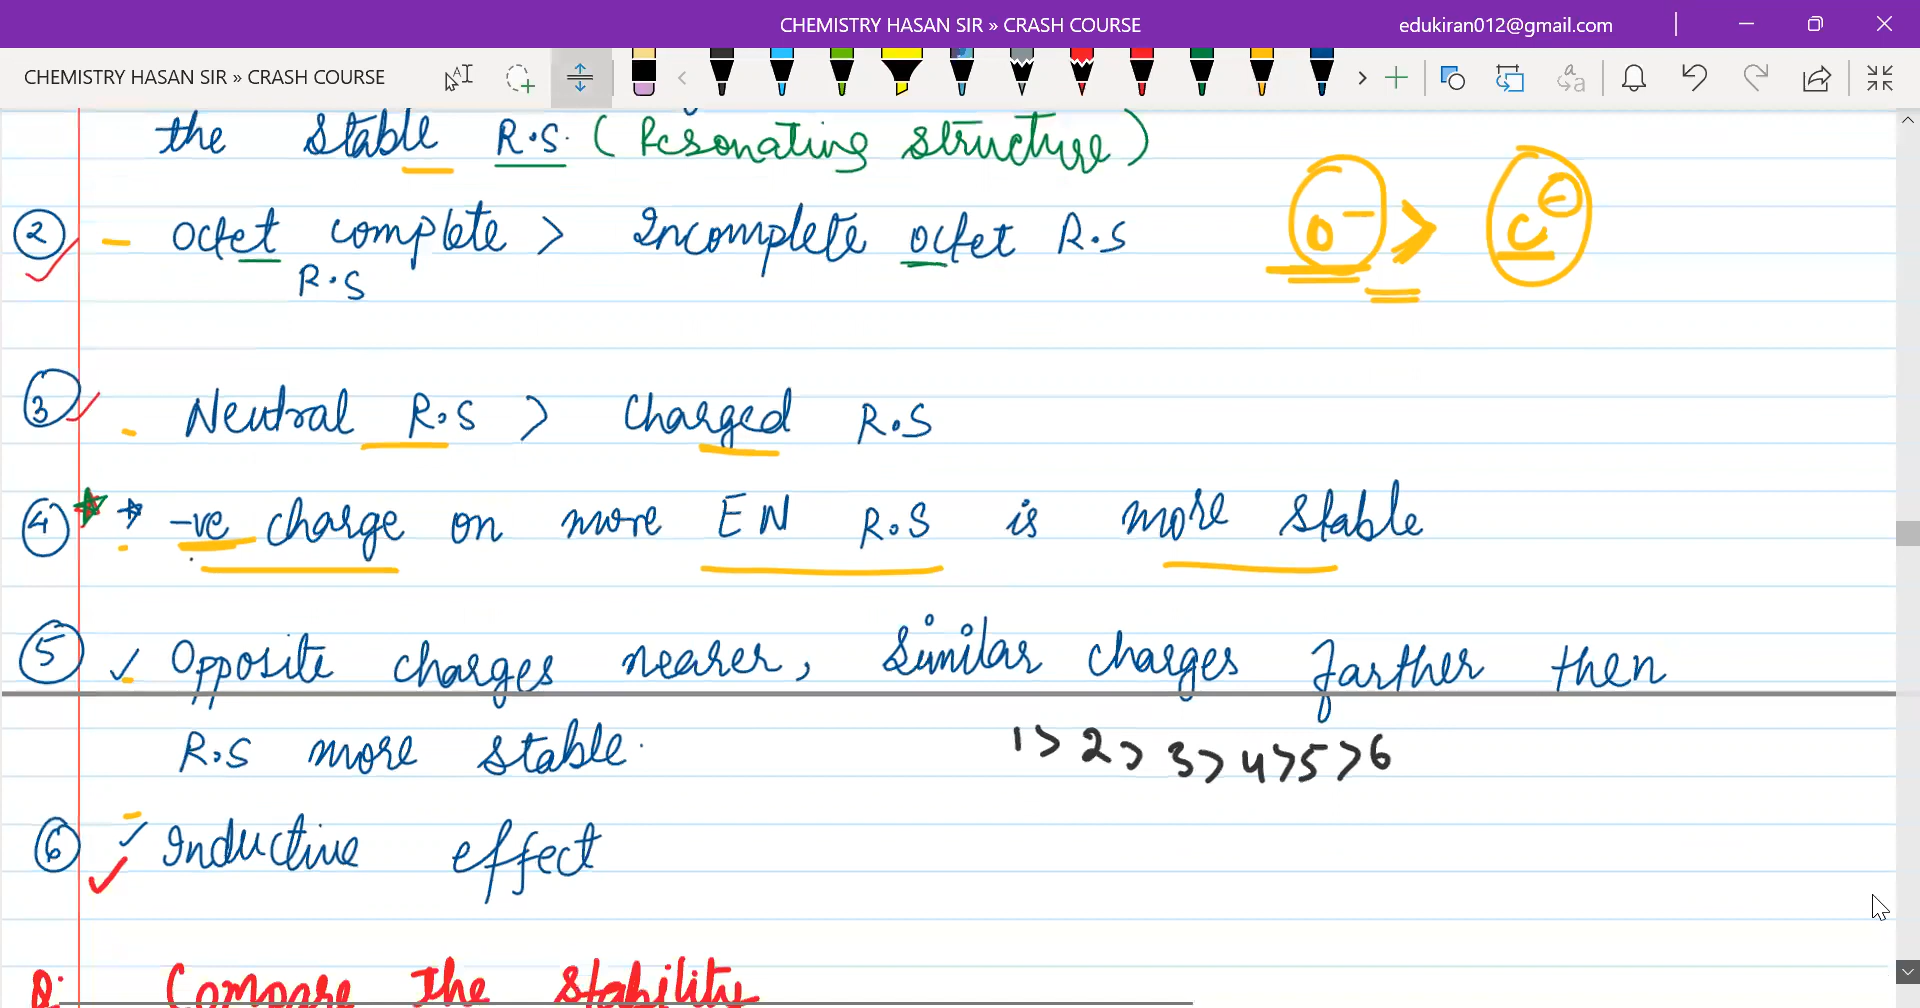 CHEMISTRY HASAN SIR » CRASH COURSE
edukiran012@gmail.com
CHEMISTRY HASAN SIR » CRASH COURSE
the stable R.S. (Resonating structure)
② - octet complete > Incomplete octet R.S
R.S
O⁻ > C⊖
③ - Neutral R.S > Charged R.S
④ -ve charge on more EN R.S is more stable
⑤ Opposite charges nearer, Similar charges farther then
R.S more stable.
1 > 2 > 3 > 4 > 5 > 6
⑥ Inductive effect
Q. Compare the stability